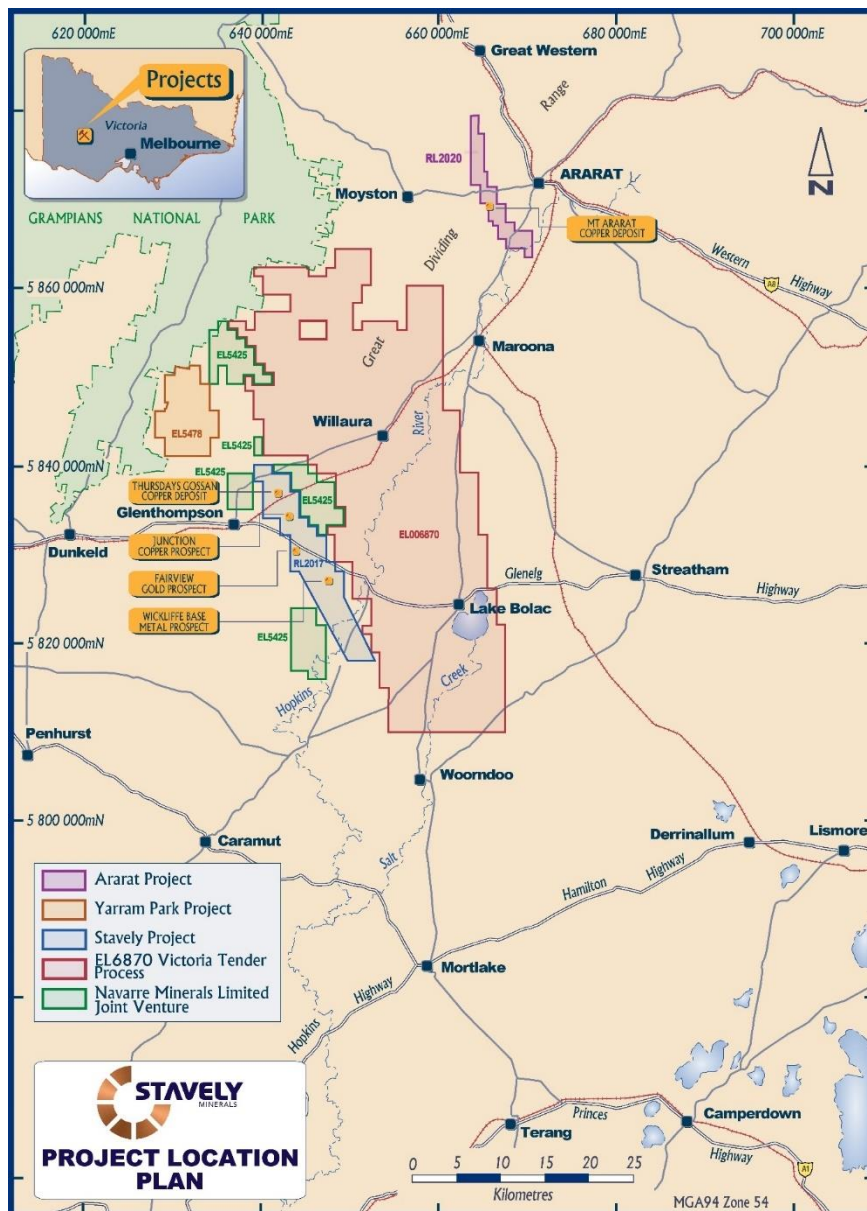 620 000mE
640 000mE
660 000mE
680 000mE
700 000mE
Projects
Victoria
Melbourne
Great Western
Range
RL2020
ARARAT
Moyston
MT ARARAT
COPPER DEPOSIT
N
GRAMPIANS NATIONAL PARK
Dividing
Western
Highway
A8
5 860 000mN
Great
Maroona
EL5425
Willaura
River
EL5478
EL5425
5 840 000mN
EL5425
THURSDAYS GOSSAN
COPPER DEPOSIT
EL5425
Glenthompson
Dunkeld
JUNCTION
COPPER PROSPECT
RL2017
EL006870
FAIRVIEW
GOLD PROSPECT
Glenelg
Highway
Streatham
WICKLIFFE BASE
METAL PROSPECT
Lake Bolac
5 820 000mN
EL5425
Hopkins
Creek
Penhurst
Woorndoo
5 800 000mN
Caramut
Salt
Derrinallum
Lismore
Hamilton
Highway
Ararat Project
Yarram Park Project
Stavely Project
EL6870 Victoria Tender
Process
Navarre Minerals Limited
Joint Venture
Mortlake
Hopkins
Highway
STAVELY
MINERALS
PROJECT LOCATION
PLAN
Terang
Princes
Highway
Camperdown
A1
0 5 10 15 20 25
Kilometres
MGA94 Zone 54